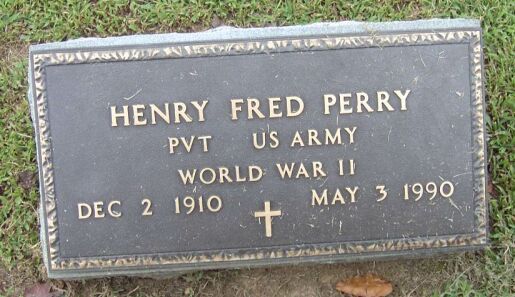 HENRY FRED PERRY
PVT US ARMY
WORLD WAR II
DEC 2 1910 MAY 3 1990